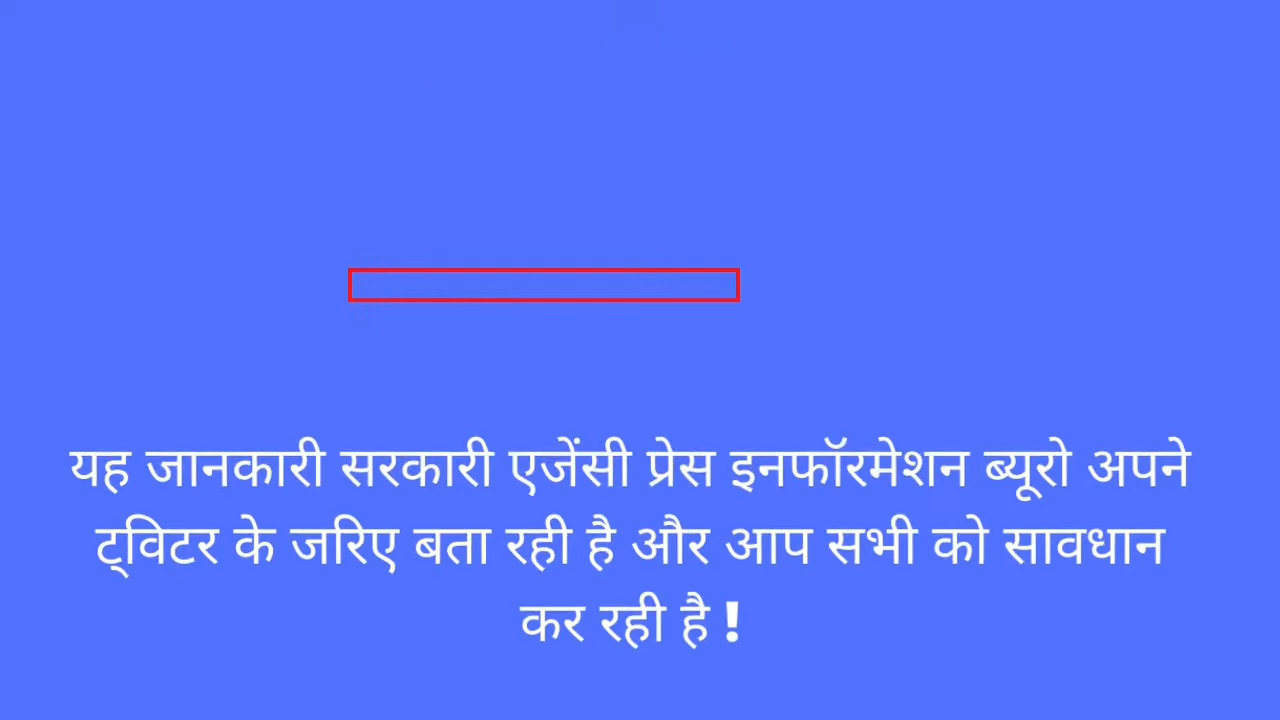 यह जानकारी सरकारी एजेंसी प्रेस इनफॉरमेशन ब्यूरो अपने
ट्विटर के जरिए बता रही है और आप सभी को सावधान
कर रही है !